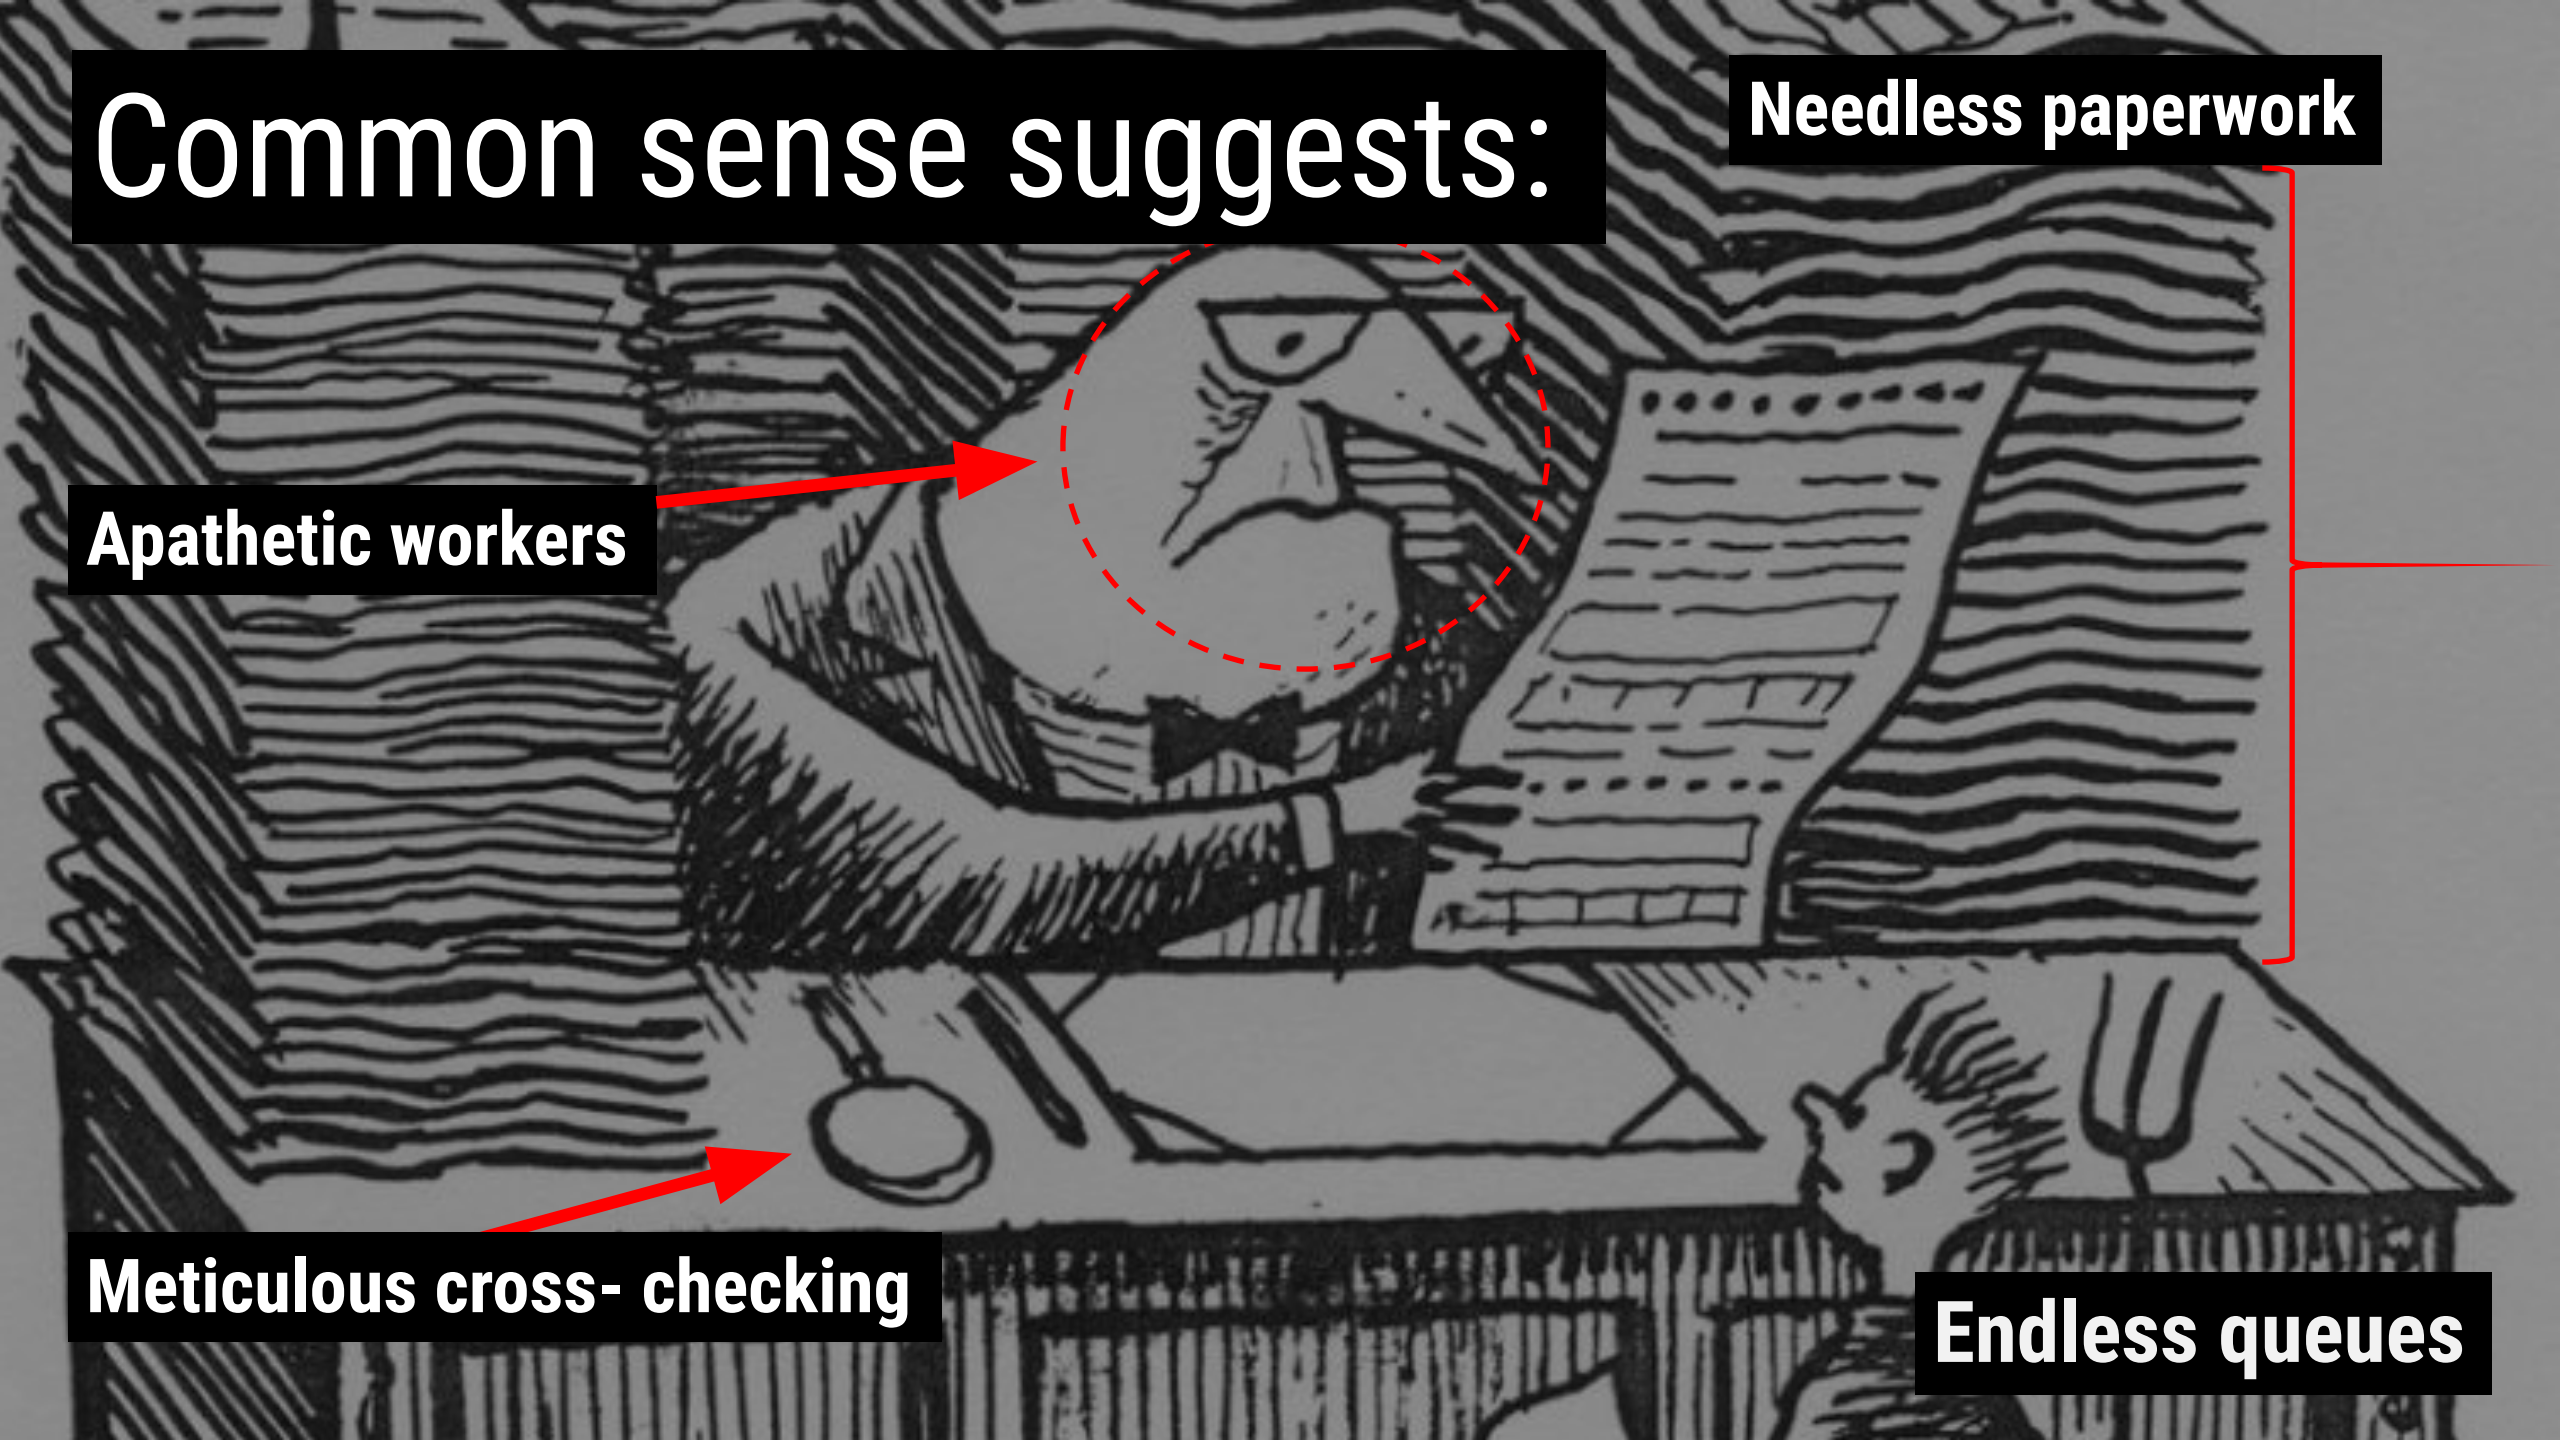 Common sense suggests:
Needless paperwork
Apathetic workers
Meticulous cross- checking
Endless queues